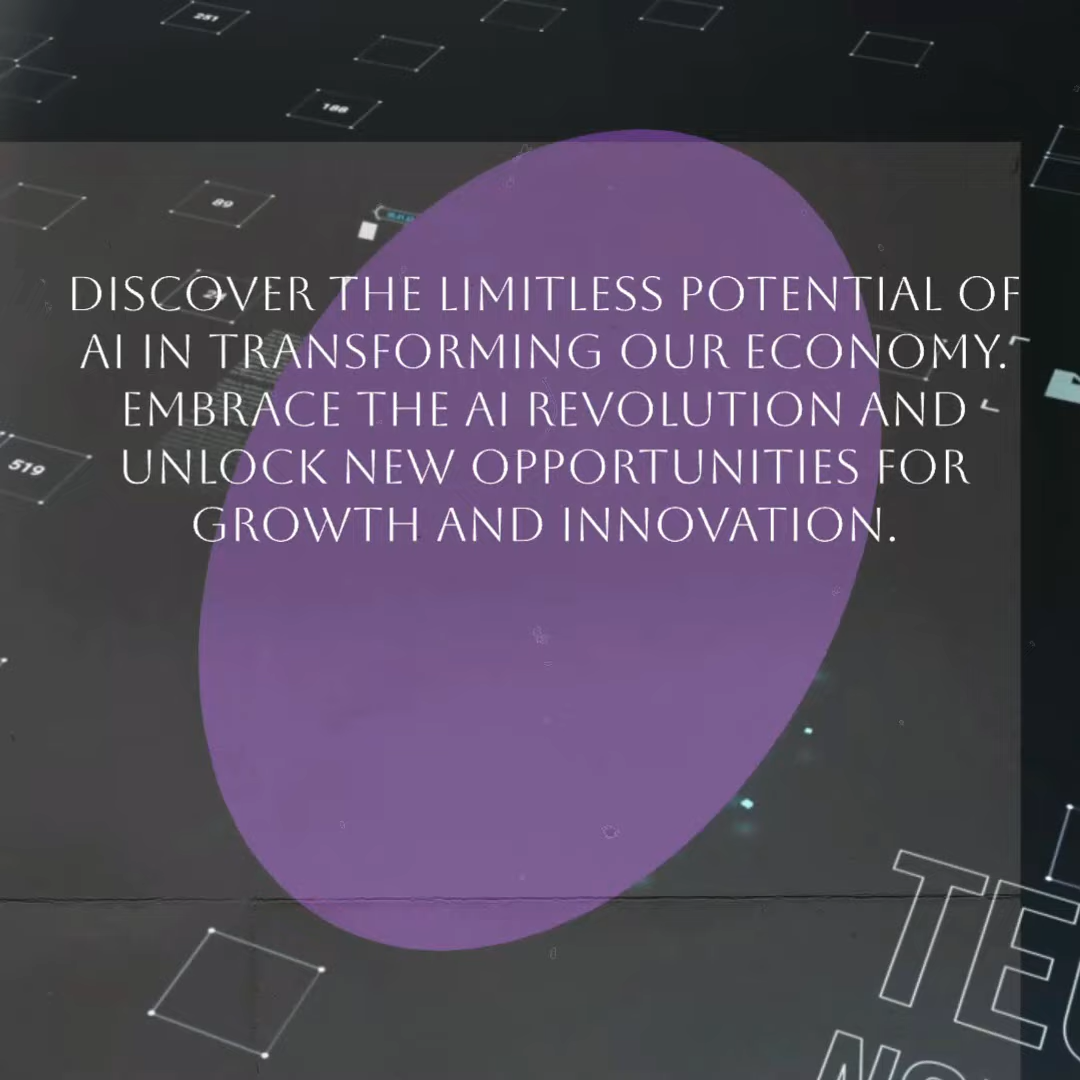 251
188
89
DISCOVER THE LIMITLESS POTENTIAL OF
AI IN TRANSFORMING OUR ECONOMY.
EMBRACE THE AI REVOLUTION AND
UNLOCK NEW OPPORTUNITIES FOR
GROWTH AND INNOVATION.
519